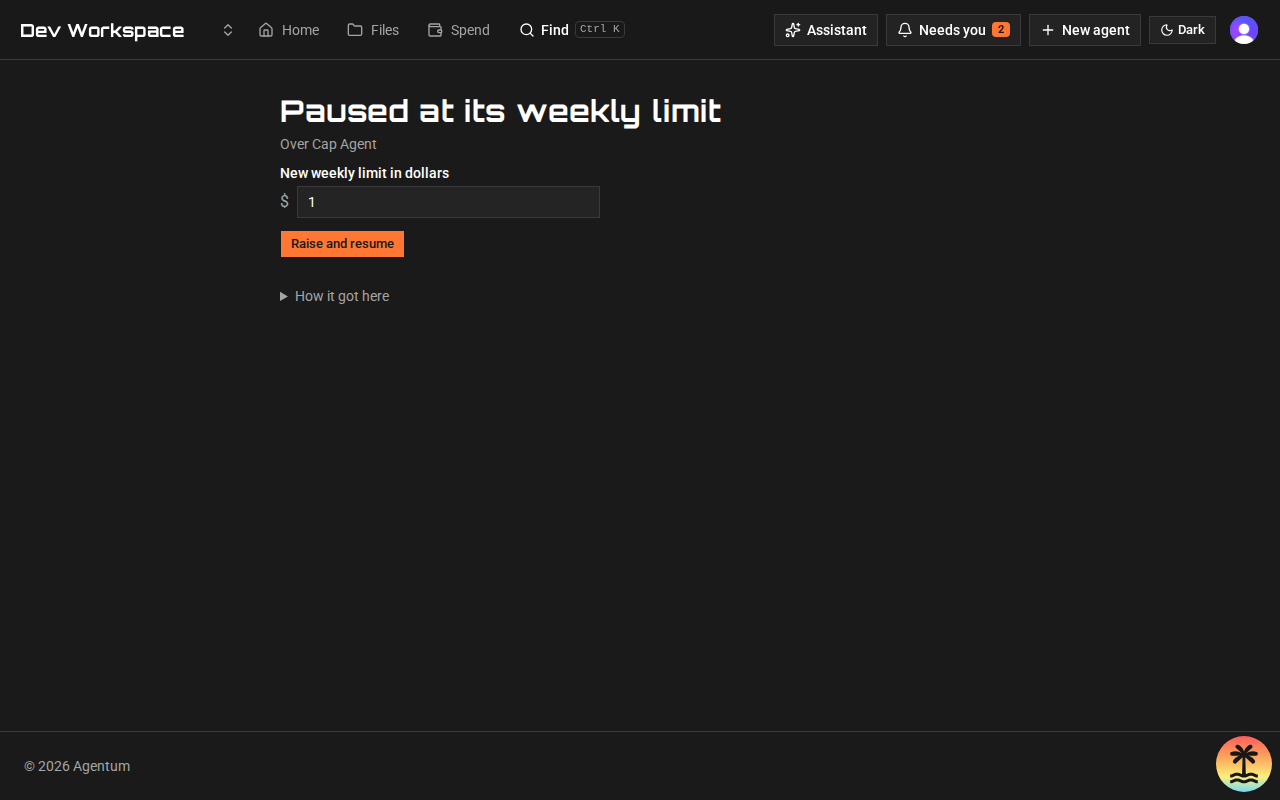 Dev Workspace Home Files Spend Find Ctrl K Assistant Needs you 2 New agent Dark
Paused at its weekly limit
Over Cap Agent
New weekly limit in dollars
$ 1
Raise and resume
How it got here
© 2026 Agentum